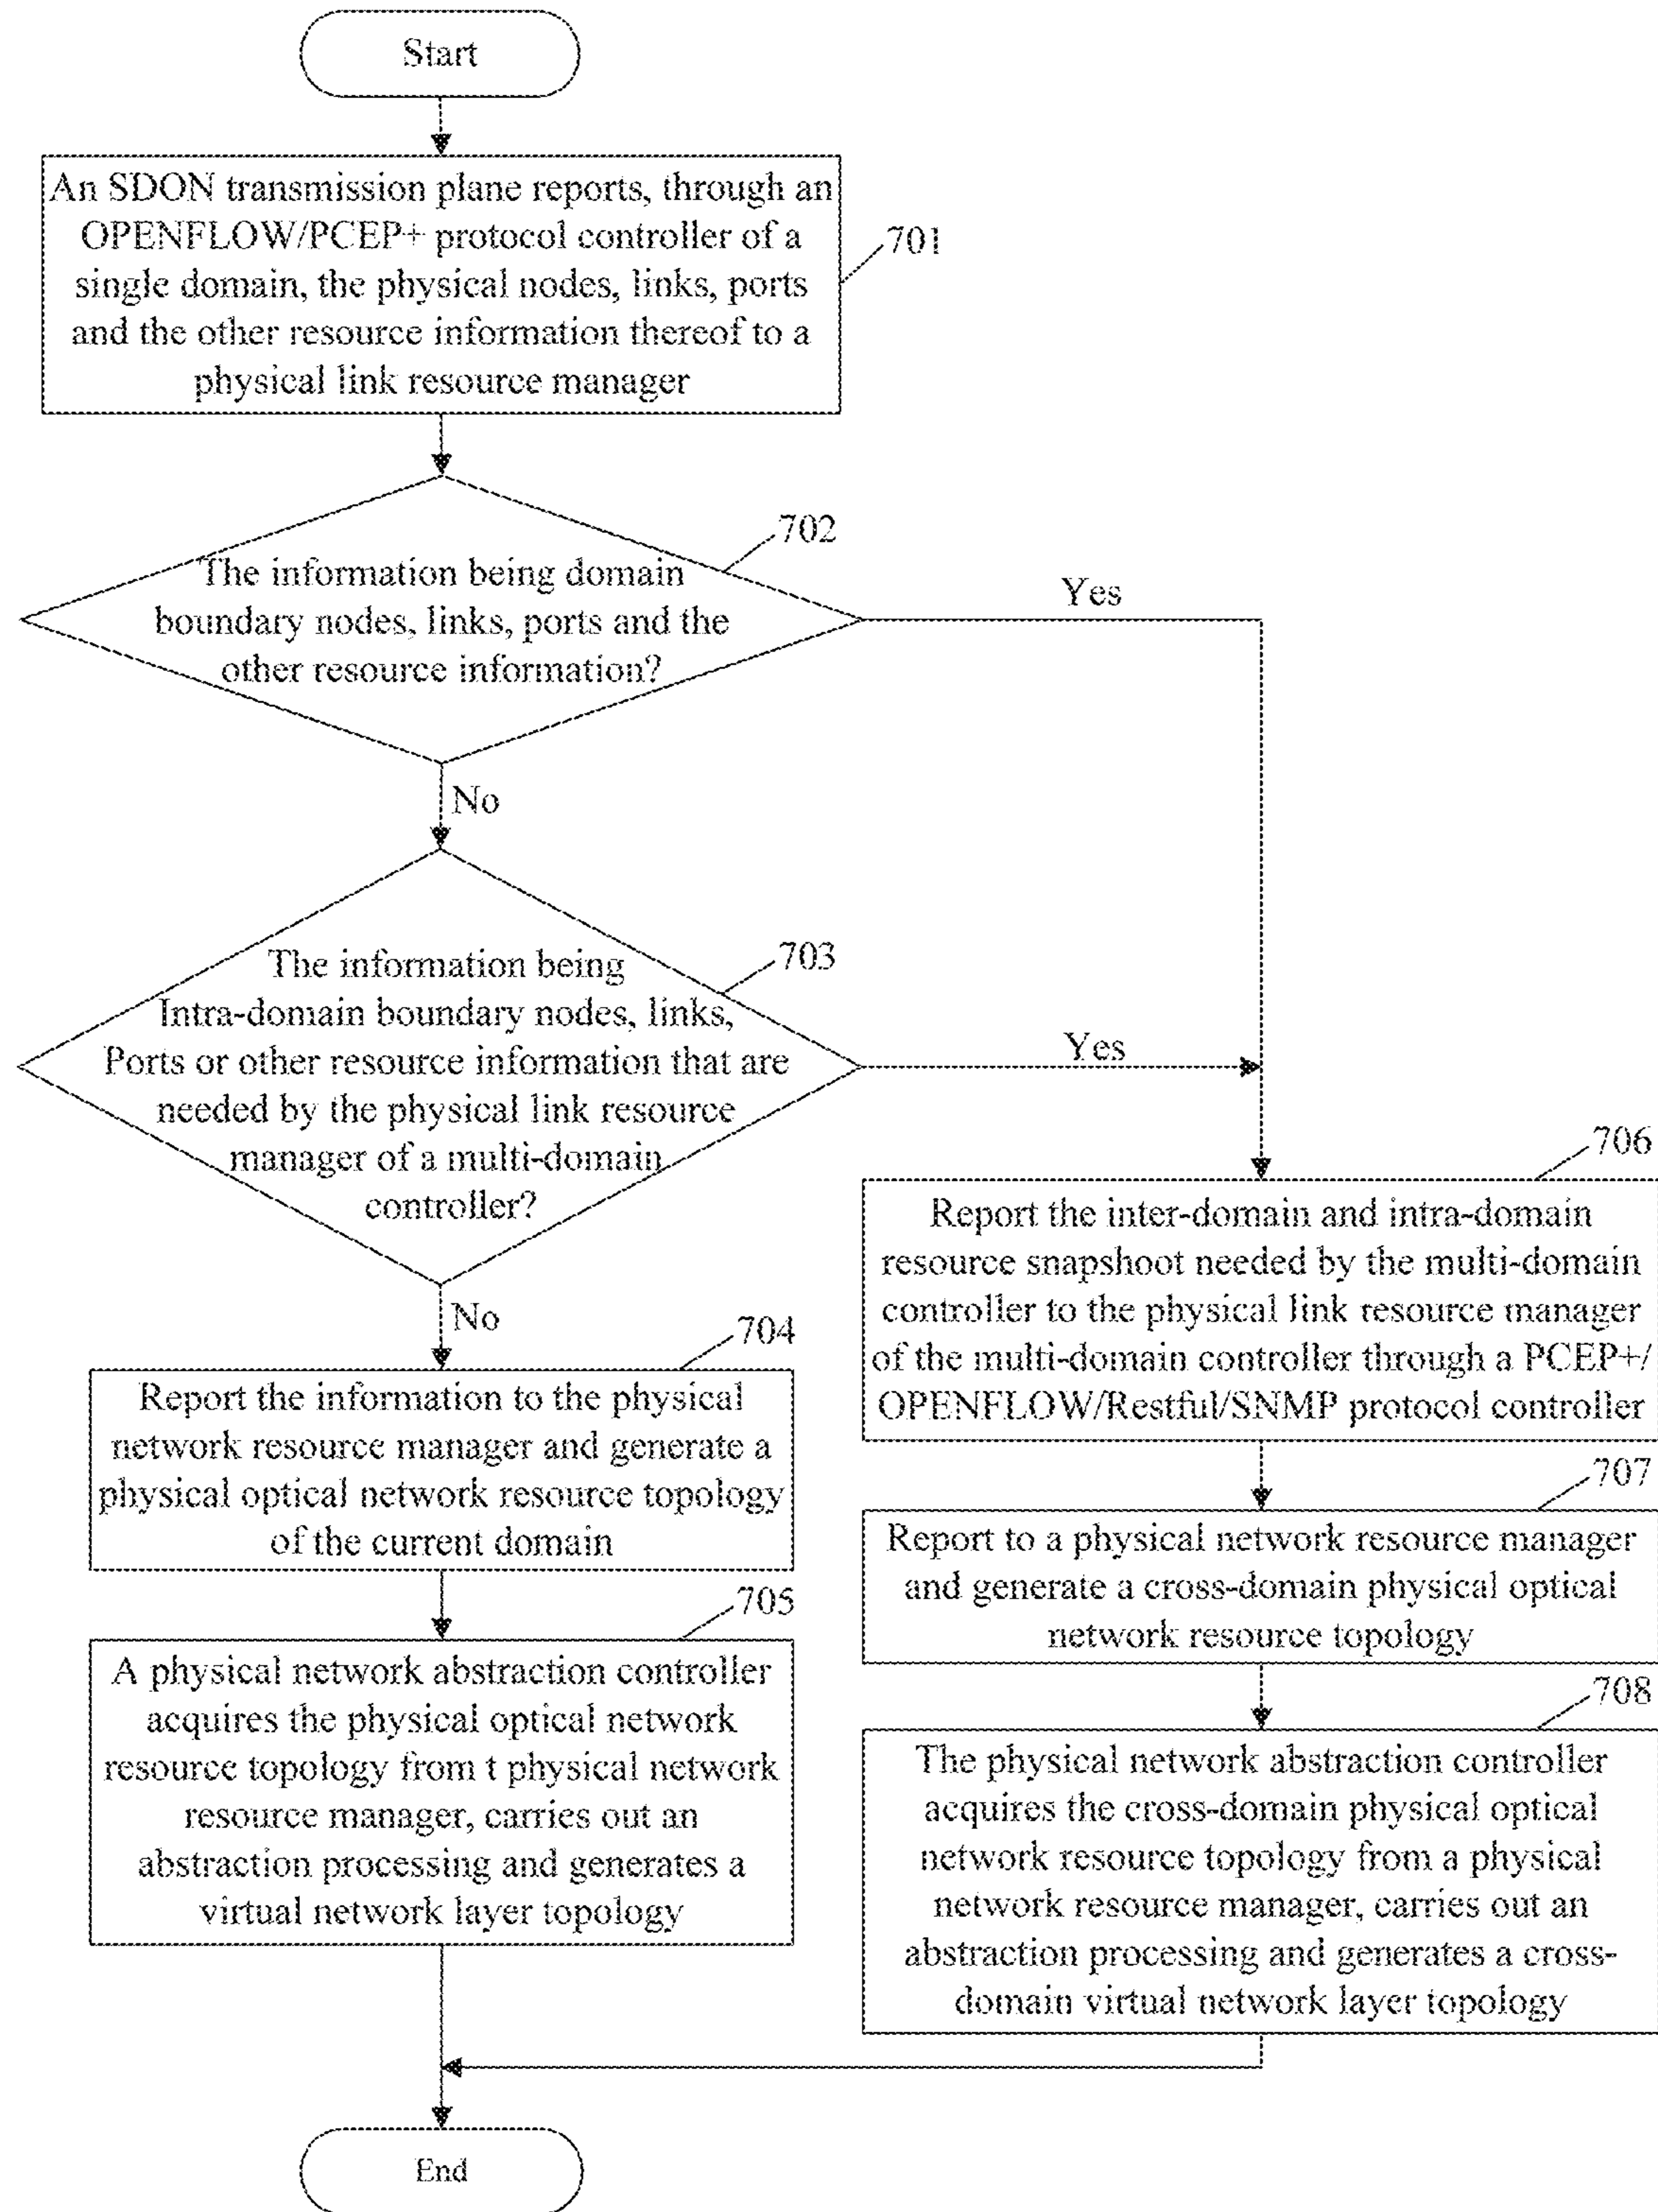 Start
An SDON transmission plane reports, through an
OPENFLOW/PCEP+ protocol controller of a
single domain, the physical nodes, links, ports
and the other resource information thereof to a
physical link resource manager
701
702
The information being domain
boundary nodes, links, ports and the
other resource information?
Yes
No
703
The information being
Intra-domain boundary nodes, links,
Ports or other resource information that are
needed by the physical link resource
manager of a multi-domain
controller?
Yes
No
704
Report the information to the physical
network resource manager and generate a
physical optical network resource topology
of the current domain
705
A physical network abstraction controller
acquires the physical optical network
resource topology from t physical network
resource manager, carries out an
abstraction processing and generates a
virtual network layer topology
706
Report the inter-domain and intra-domain
resource snapshoot needed by the multi-domain
controller to the physical link resource manager
of the multi-domain controller through a PCEP+/
OPENFLOW/Restful/SNMP protocol controller
707
Report to a physical network resource manager
and generate a cross-domain physical optical
network resource topology
708
The physical network abstraction controller
acquires the cross-domain physical optical
network resource topology from a physical
network resource manager, carries out an
abstraction processing and generates a cross-
domain virtual network layer topology
End